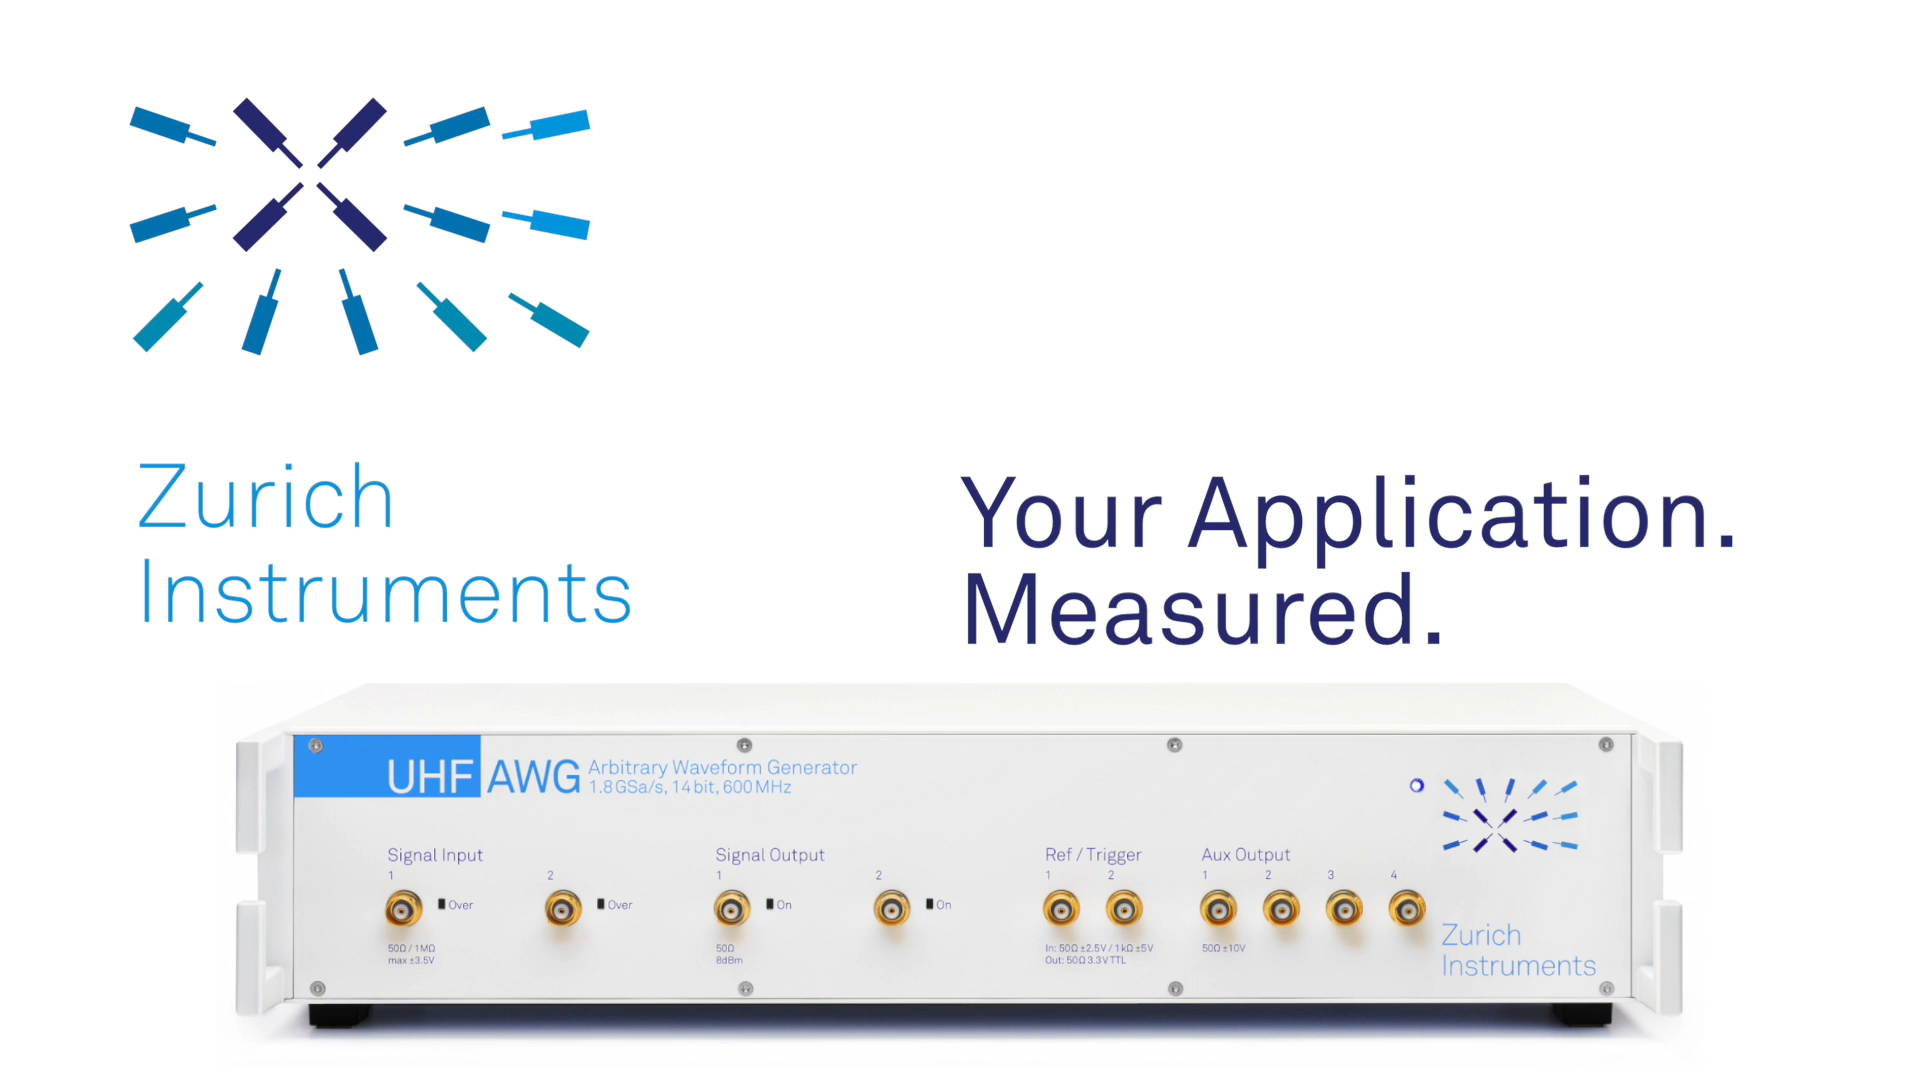 Zurich
Instruments
Your Application.
Measured.
UHF AWG Arbitrary Waveform Generator
1.8 GSa/s, 14 bit, 600 MHz
Signal Input
1
2
Over
Over
50Ω / 1MΩ
max ±3.5V
Signal Output
1
2
On
On
50Ω
8dBm
Ref / Trigger
1
2
In: 50Ω ±2.5V / 1kΩ ±5V
Out: 50Ω 3.3V TTL
Aux Output
1
2
3
4
50Ω ±10V
Zurich
Instruments